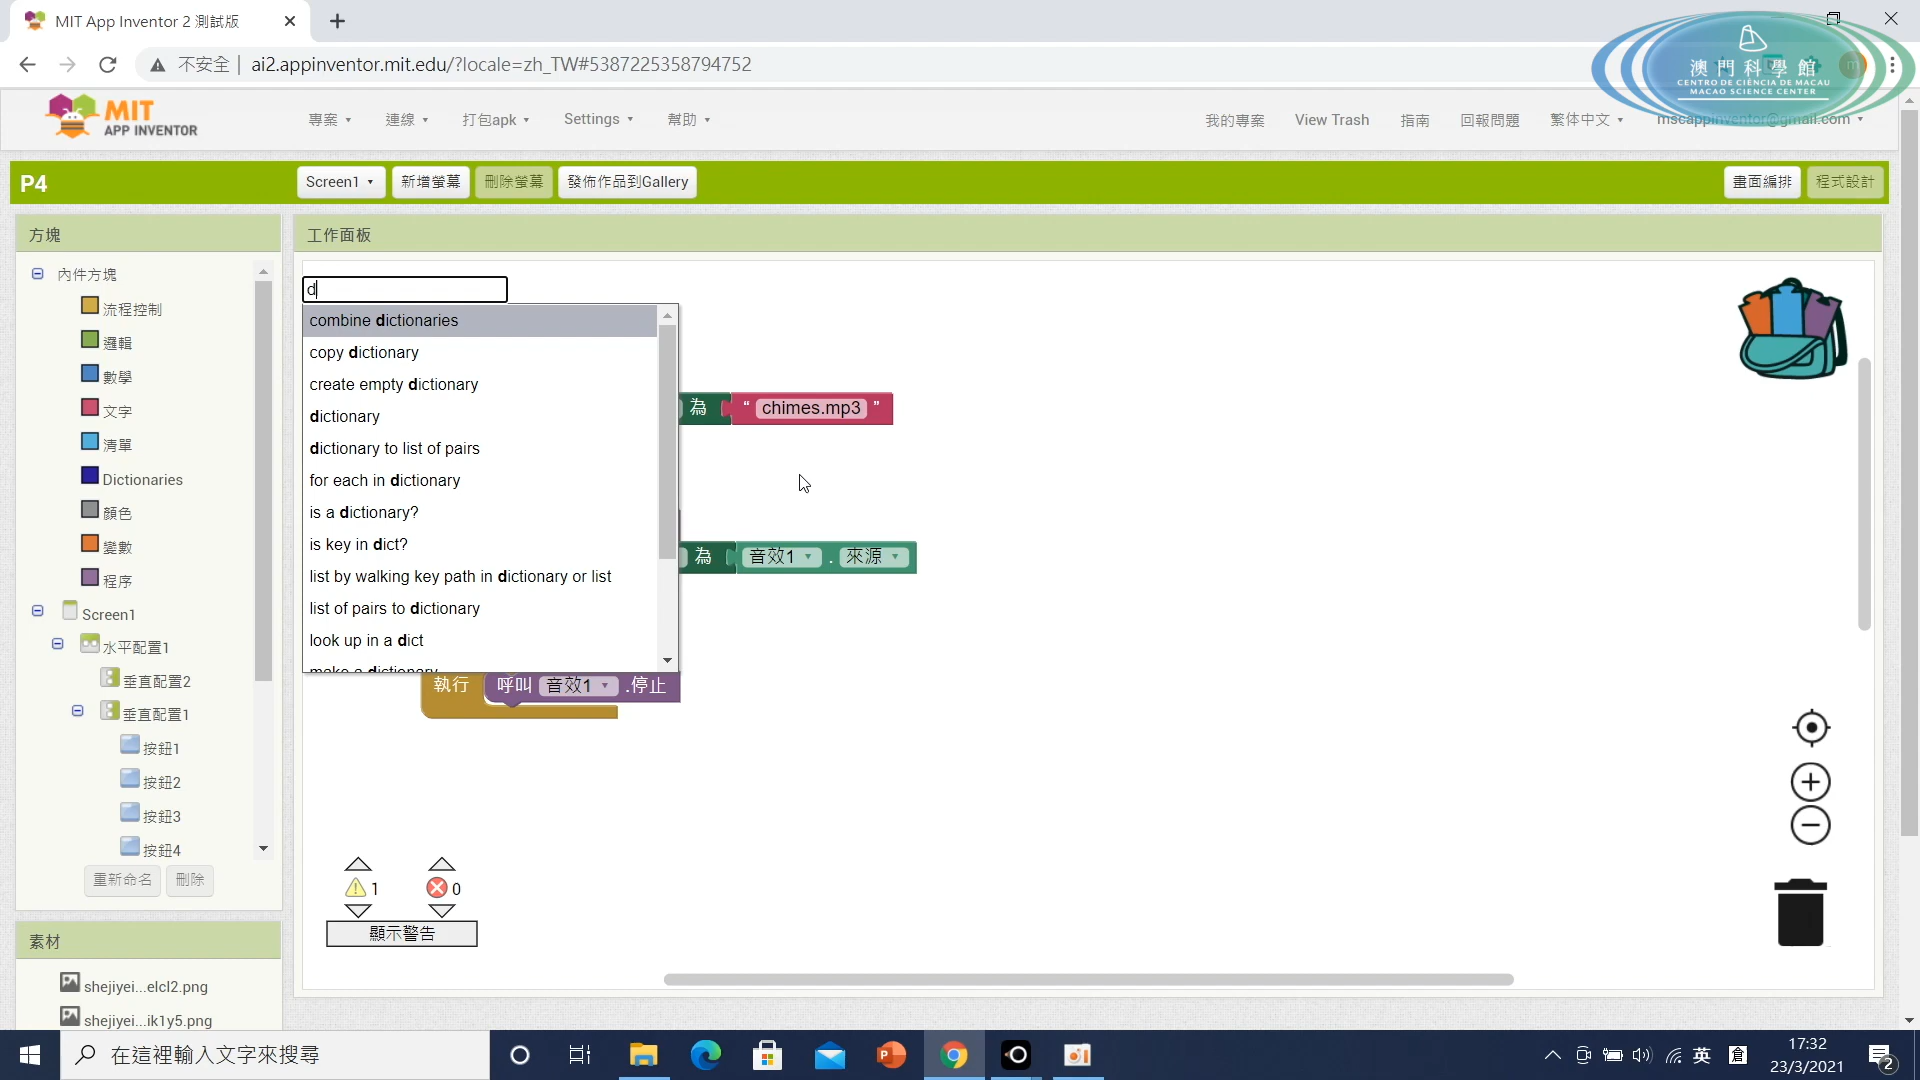 MIT App Inventor 2 測試版
不安全 | ai2.appinventor.mit.edu/?locale=zh_TW#5387225358794752
澳門科學館
CENTRO DE CIÊNCIA DE MACAU
MACAO SCIENCE CENTER
MIT
APP INVENTOR
專案 連線 打包apk Settings 幫助 我的專案 View Trash 指南 回報問題 繁体中文 mscappinventor@gmail.com
P4 Screen1 新增螢幕 刪除螢幕 發佈作品到Gallery 畫面編排 程式設計
方塊
工作面板
內件方塊
流程控制
邏輯
數學
文字
清單
Dictionaries
顏色
變數
程序
Screen1
水平配置1
垂直配置2
垂直配置1
按鈕1
按鈕2
按鈕3
按鈕4
重新命名 刪除
素材
shejiyei...elcl2.png
shejiyei...ik1y5.png
d
combine dictionaries
copy dictionary
create empty dictionary
dictionary
dictionary to list of pairs
for each in dictionary
is a dictionary?
is key in dict?
list by walking key path in dictionary or list
list of pairs to dictionary
look up in a dict
make a dictionary
為 “ chimes.mp3 ”
為 音效1 . 來源
執行 呼叫 音效1 .停止
1 0
顯示警告
在這裡輸入文字來搜尋
英 倉
17:32
23/3/2021
2